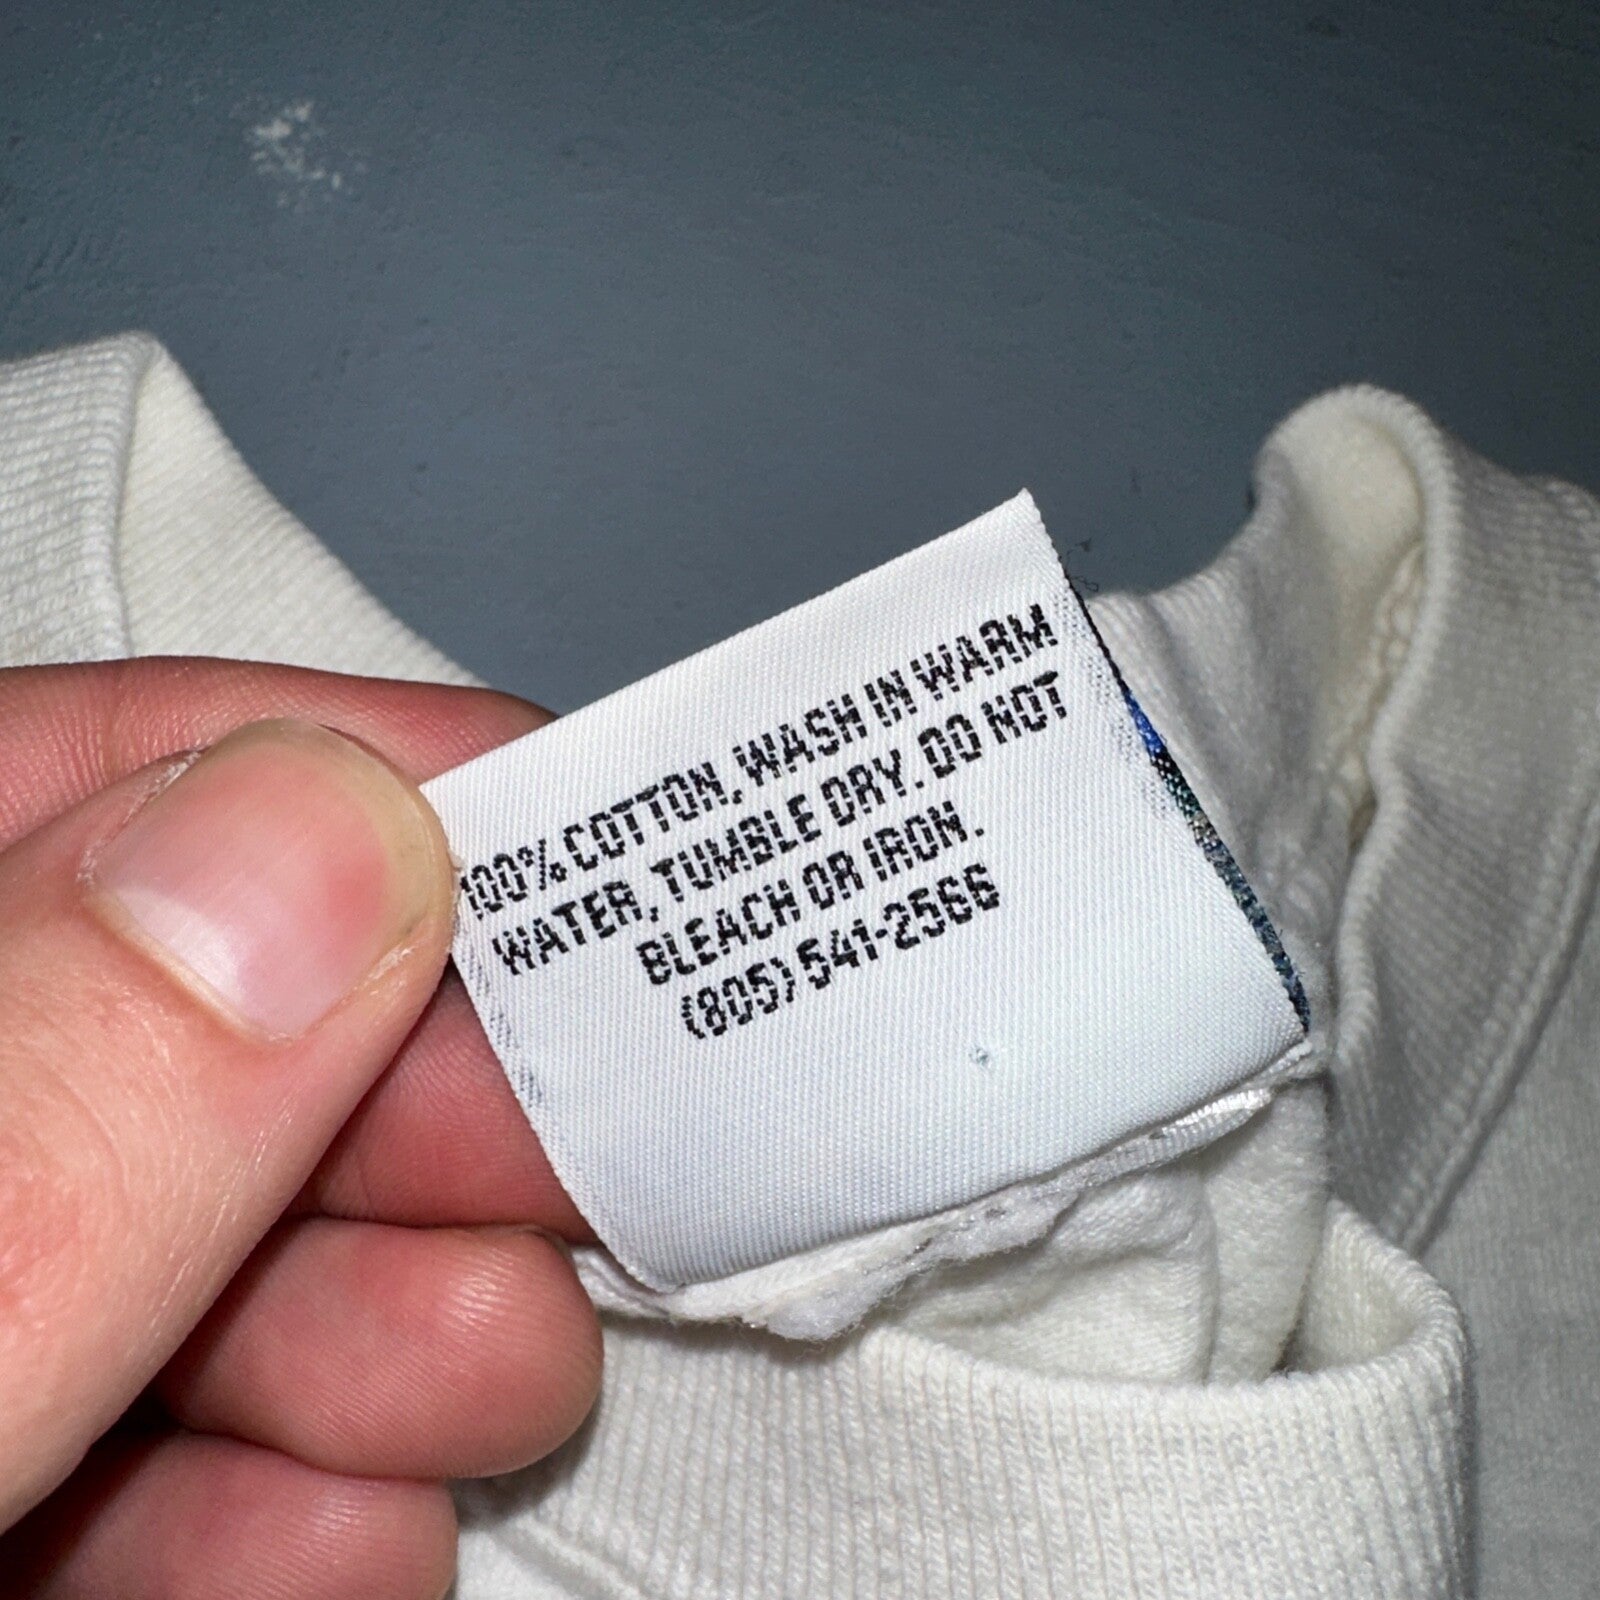 100% COTTON, WASH IN WARM
WATER, TUMBLE DRY. DO NOT
BLEACH OR IRON.
(805) 541-2566